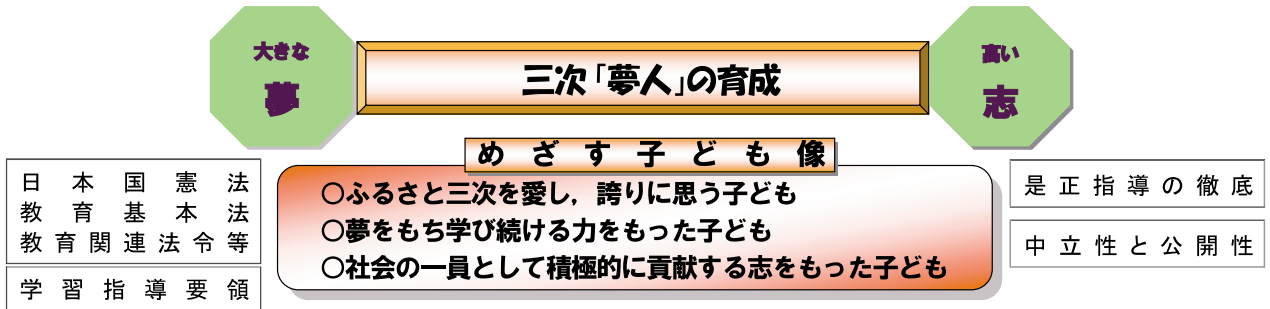 大きな
夢
三次「夢人」の育成
高い
志
めざす子ども像
○ふるさと三次を愛し，誇りに思う子ども
○夢をもち学び続ける力をもった子ども
○社会の一員として積極的に貢献する志をもった子ども
日本国憲法
教育基本法
教育関連法令等
学習指導要領
是正指導の徹底
中立性と公開性